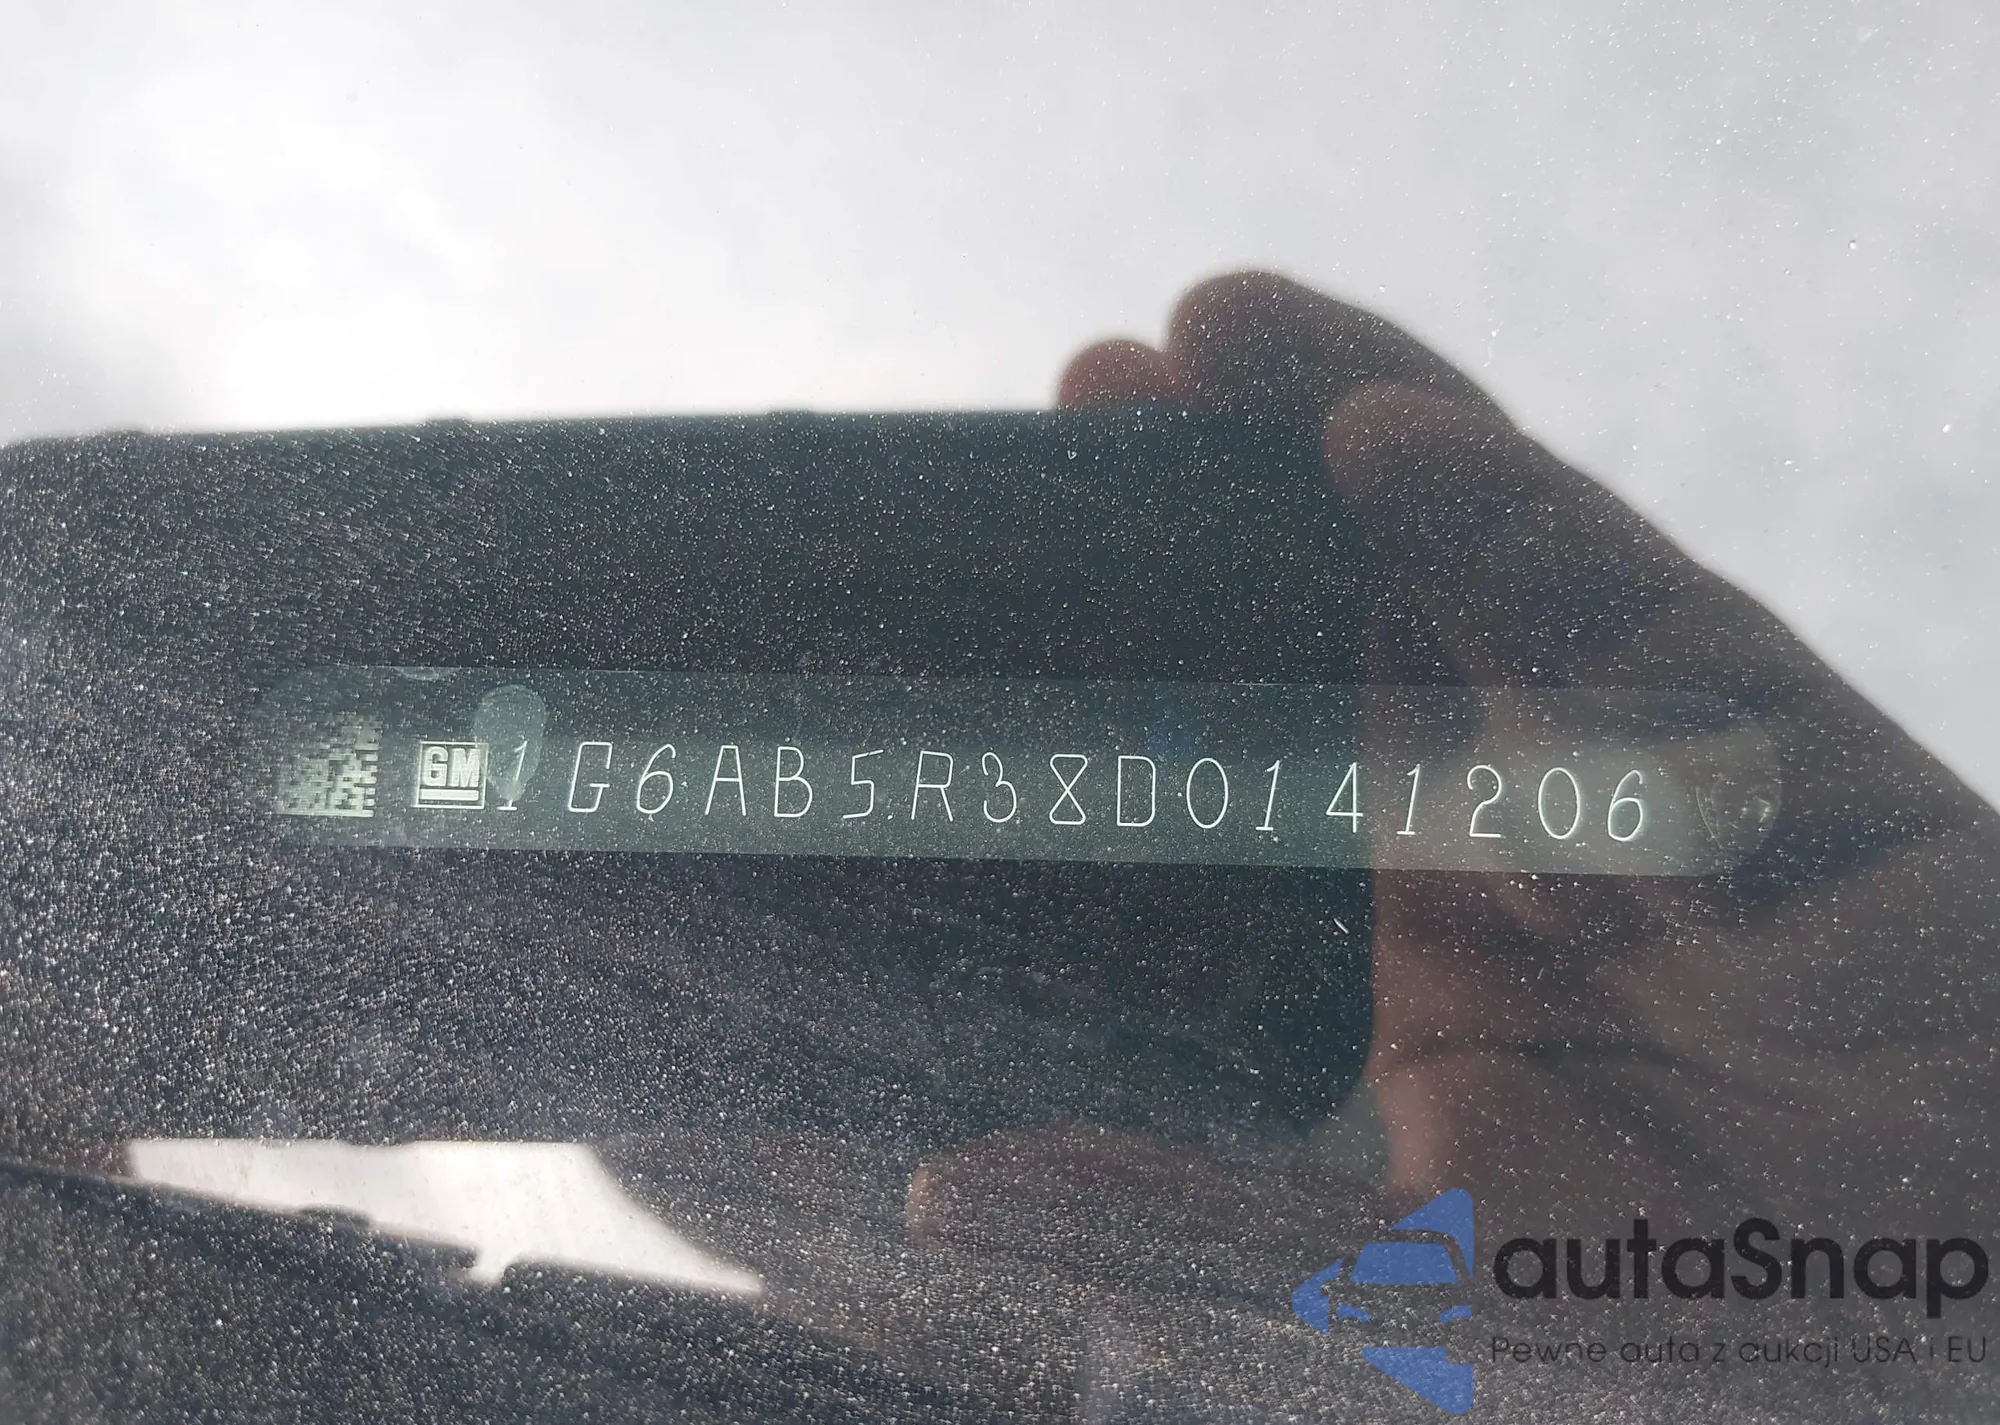 GM 1G6AB5R38D0141206
autaSnap
Pewne auta z aukcji USA i EU